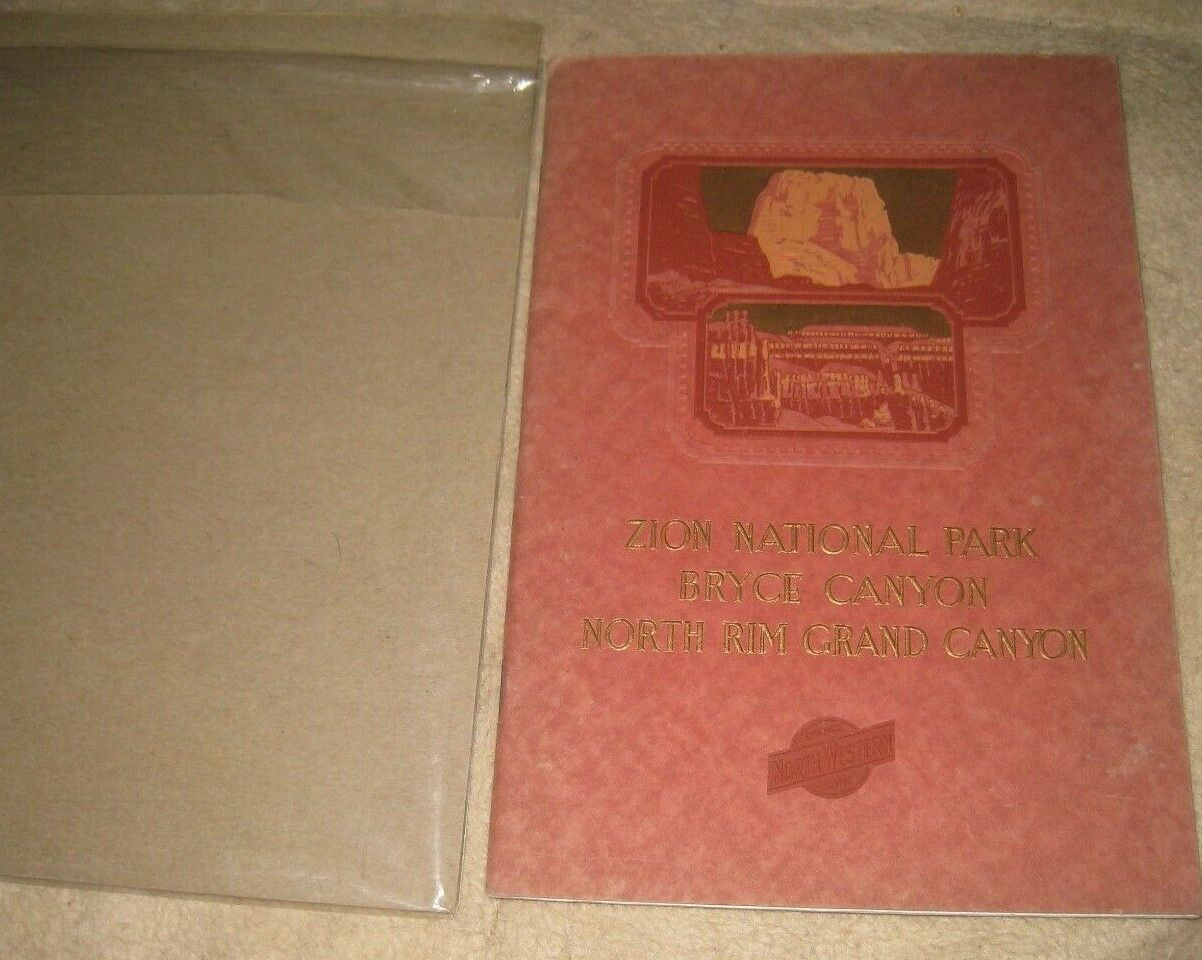 ZION NATIONAL PARK
BRYCE CANYON
NORTH RIM GRAND CANYON
NORTH WESTERN